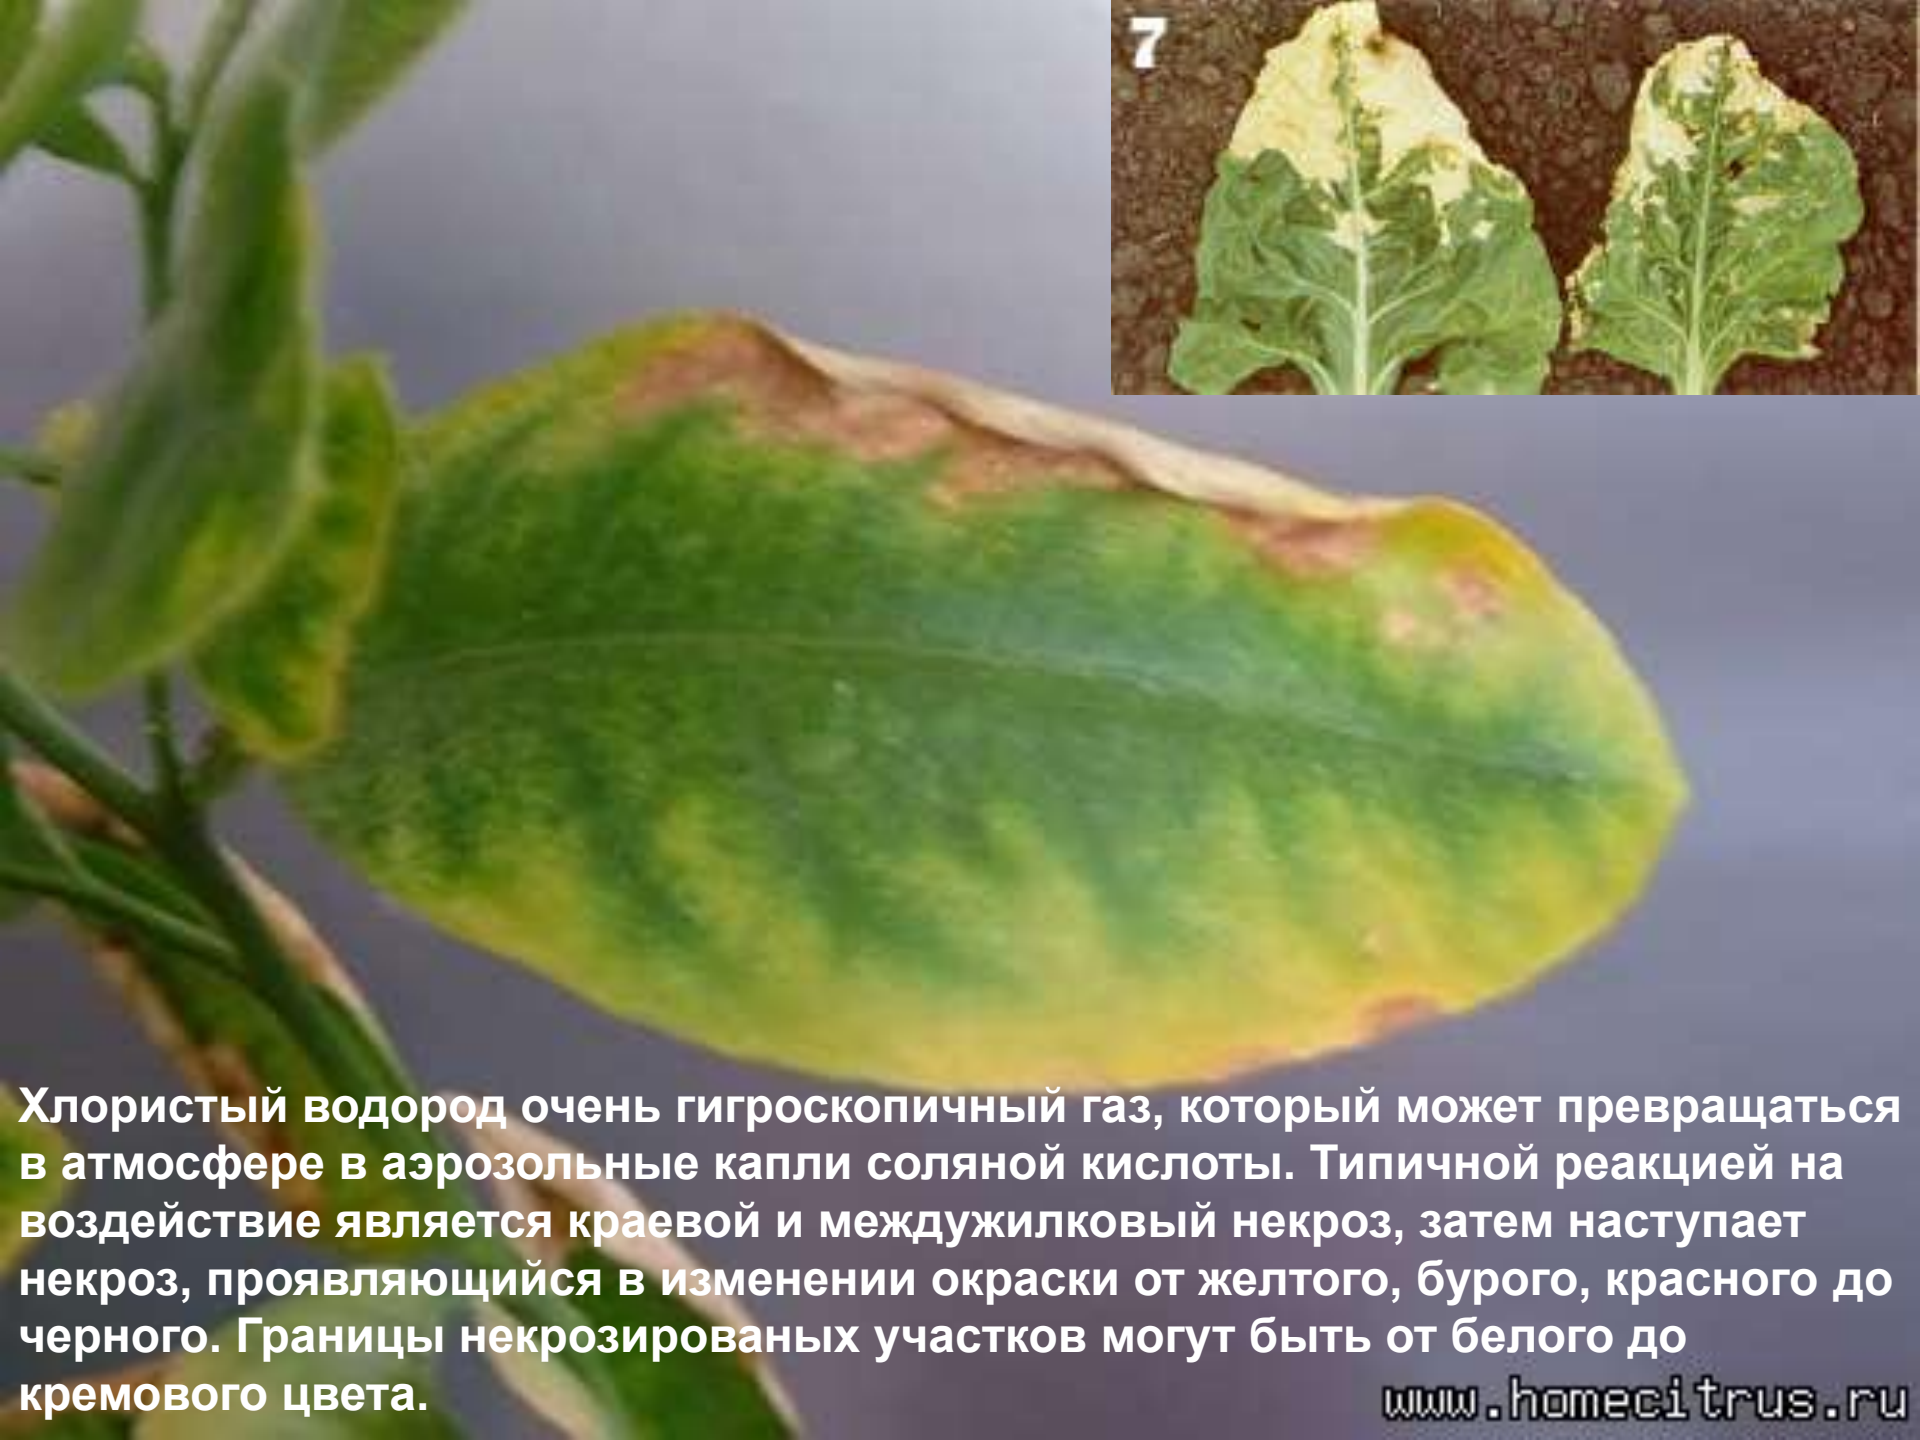 7
Хлористый водород очень гигроскопичный газ, который может превращаться
в атмосфере в аэрозольные капли соляной кислоты. Типичной реакцией на
воздействие является краевой и междужилковый некроз, затем наступает
некроз, проявляющийся в изменении окраски от желтого, бурого, красного до
черного. Границы некрозированых участков могут быть от белого до
кремового цвета.
www.homecitrus.ru